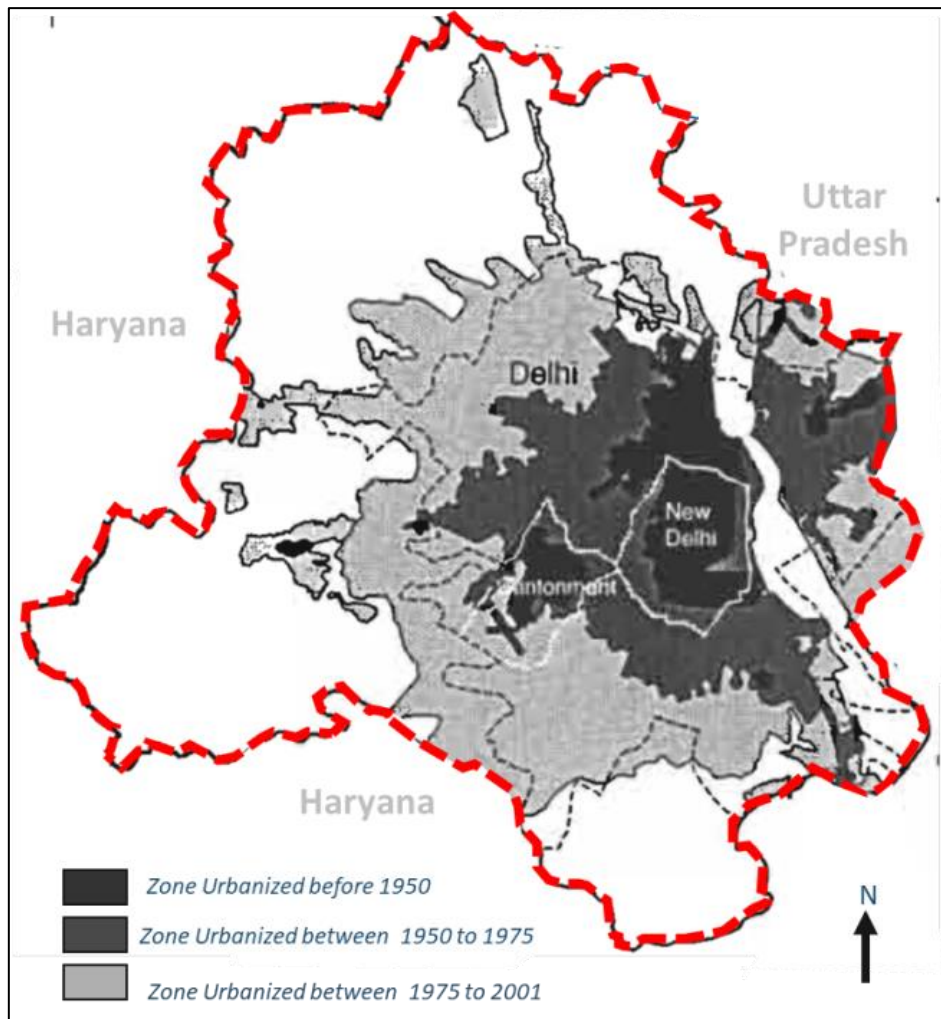 Uttar
Pradesh
Haryana
Delhi
New
Delhi
Cantonment
Haryana
Zone Urbanized before 1950
N
Zone Urbanized between 1950 to 1975
Zone Urbanized between 1975 to 2001